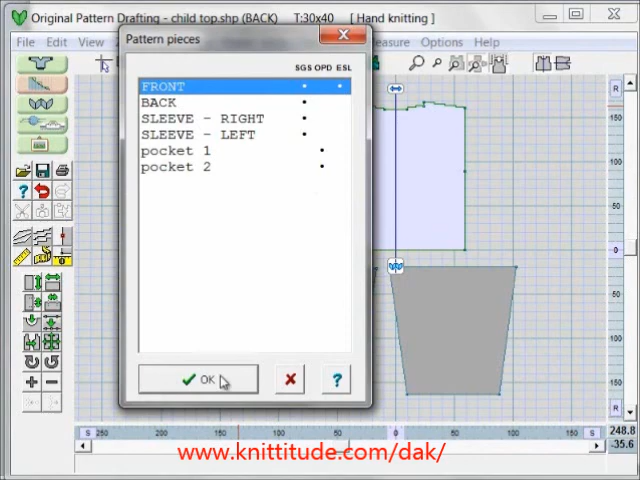 Original Pattern Drafting - child top.shp (BACK) T:30x40 [ Hand knitting ]
File Edit View Measure Options Help
Pattern pieces
SGS OPD ESL
FRONT
BACK
SLEEVE - RIGHT
SLEEVE - LEFT
pocket 1
pocket 2
OK
?
?
R
150
100
50
0
50
100
R
S 250 200 150 100 50 0 50 100 150 S
248.8
-35.6
www.knittitude.com/dak/